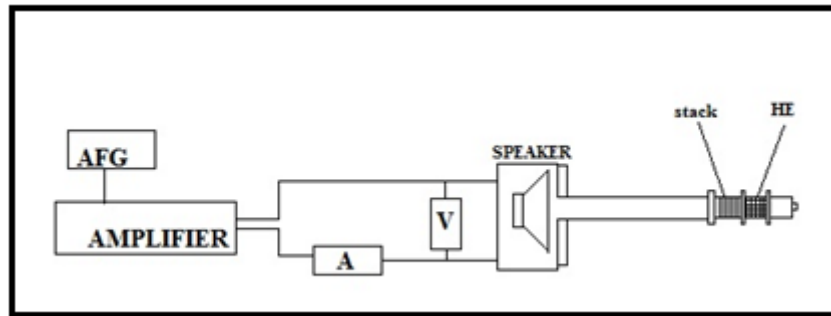 stack
HE
SPEAKER
AFG
AMPLIFIER
V
A